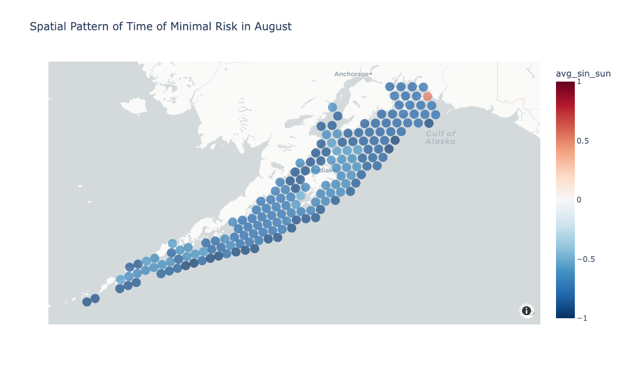 Spatial Pattern of Time of Minimal Risk in August
avg_sin_sun
Anchorage
1
0.5
Gulf of
Alaska
0
−0.5
−1